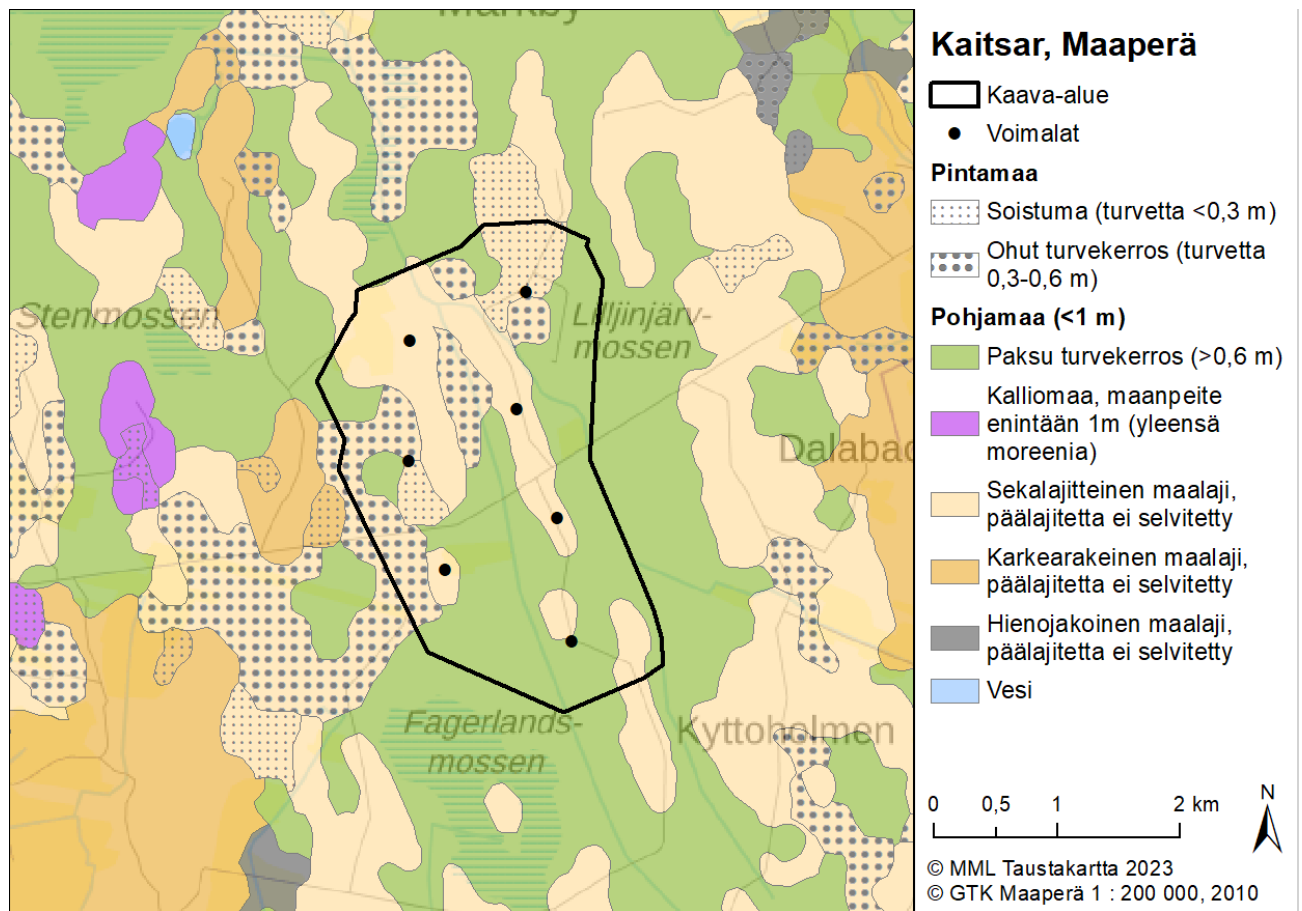 Markby
Stenmossen
Lilljinjärv-
mossen
Dalabac
Fagerlands-
mossen
Kyttoholmen
Kaitsar, Maaperä
Kaava-alue
Voimalat
Pintamaa
Soistuma (turvetta <0,3 m)
Ohut turvekerros (turvetta
0,3-0,6 m)
Pohjamaa (<1 m)
Paksu turvekerros (>0,6 m)
Kalliomaa, maanpeite
enintään 1m (yleensä
moreenia)
Sekalajitteinen maalaji,
päälajitetta ei selvitetty
Karkearakeinen maalaji,
päälajitetta ei selvitetty
Hienojakoinen maalaji,
päälajitetta ei selvitetty
Vesi
N
0 0,5 1 2 km
© MML Taustakartta 2023
© GTK Maaperä 1 : 200 000, 2010